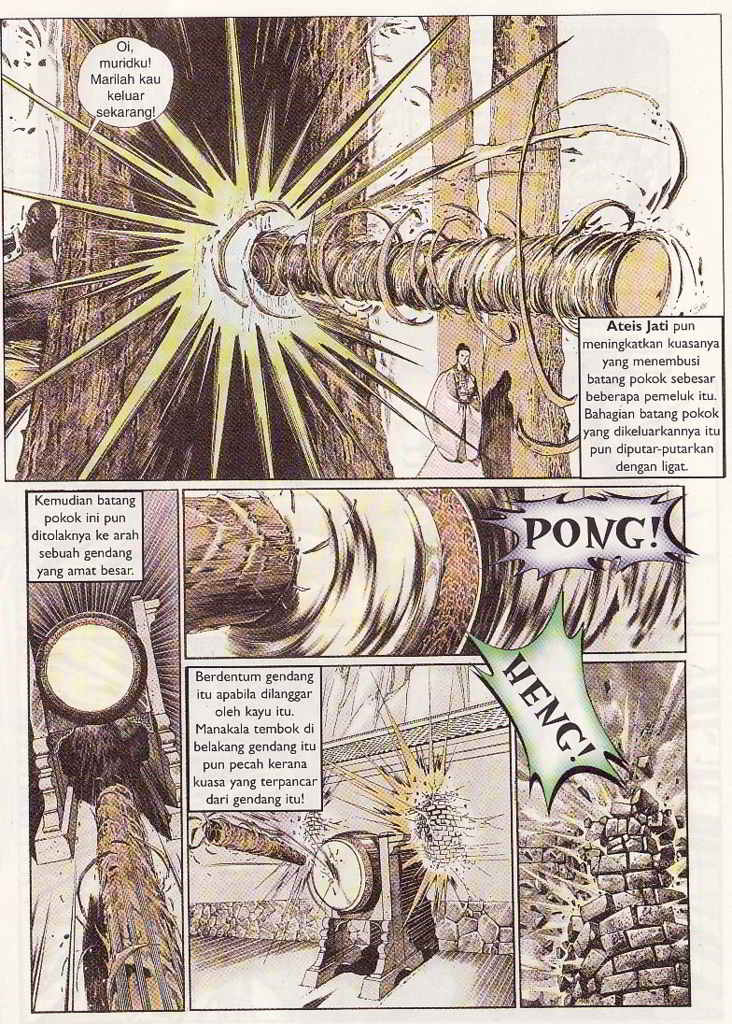 Oi,
muridku!
Marilah kau
keluar
sekarang!
Ateis Jati pun
meningkatkan kuasanya
yang menembusi
batang pokok sebesar
beberapa pemeluk itu.
Bahagian batang pokok
yang dikeluarkannya itu
pun diputar-putarkan
dengan ligat.
Kemudian batang
pokok ini pun
ditolaknya ke arah
sebuah gendang
yang amat besar.
PONG!
Berdentum gendang
itu apabila dilanggar
oleh kayu itu.
Manakala tembok di
belakang gendang itu
pun pecah kerana
kuasa yang terpancar
dari gendang itu!
HENG!